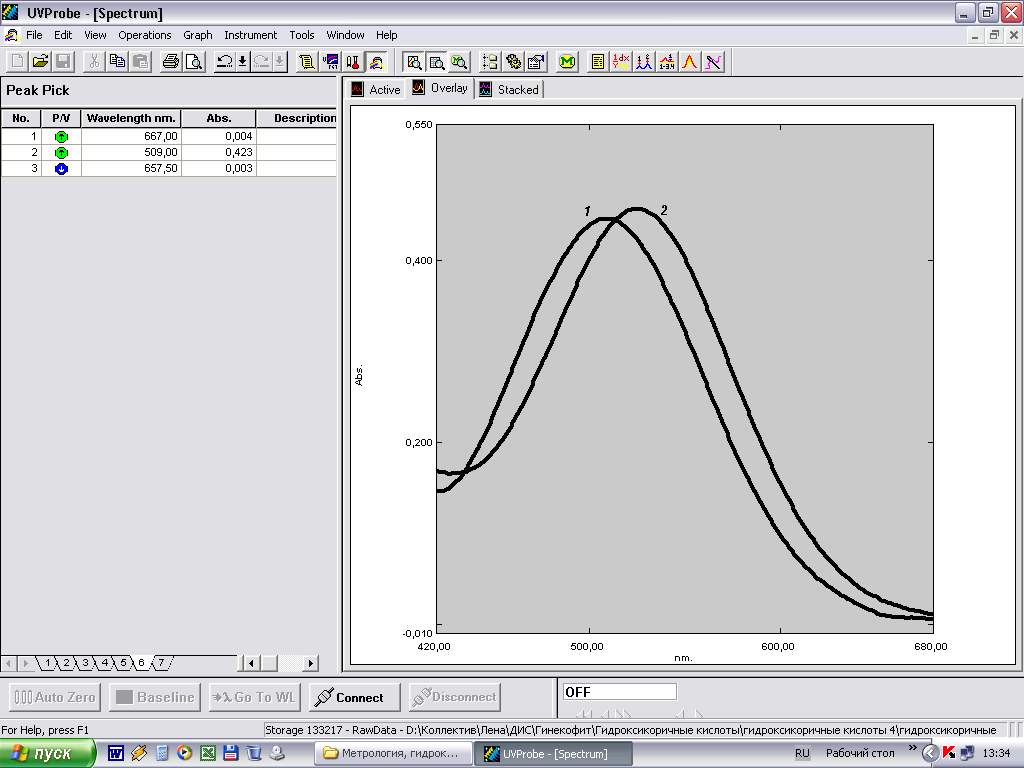 UVProbe - [Spectrum]
File Edit View Operations Graph Instrument Tools Window Help
Peak Pick
No. P/V Wavelength nm. Abs. Description
1 667,00 0,004
2 509,00 0,423
3 657,50 0,003
Active Overlay Stacked
0,550
0,400
0,200
-0,010
Abs.
1 2
420,00 500,00 600,00 680,00
nm.
1 2 3 4 5 6 7
Auto Zero Baseline Go To WL Connect Disconnect
OFF
For Help, press F1
Storage 133217 - RawData - D:\Коллектив\Лена\ДИС\Гинекофит\Гидроксикоричные кислоты\гидроксикоричные кислоты 4\гидроксикоричные
пуск
Метрология, гидрок...
UVProbe - [Spectrum]
RU Рабочий стол » 13:34